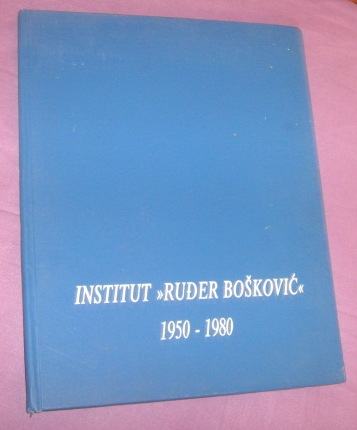 INSTITUT »RUĐER BOŠKOVIĆ«
1950 - 1980